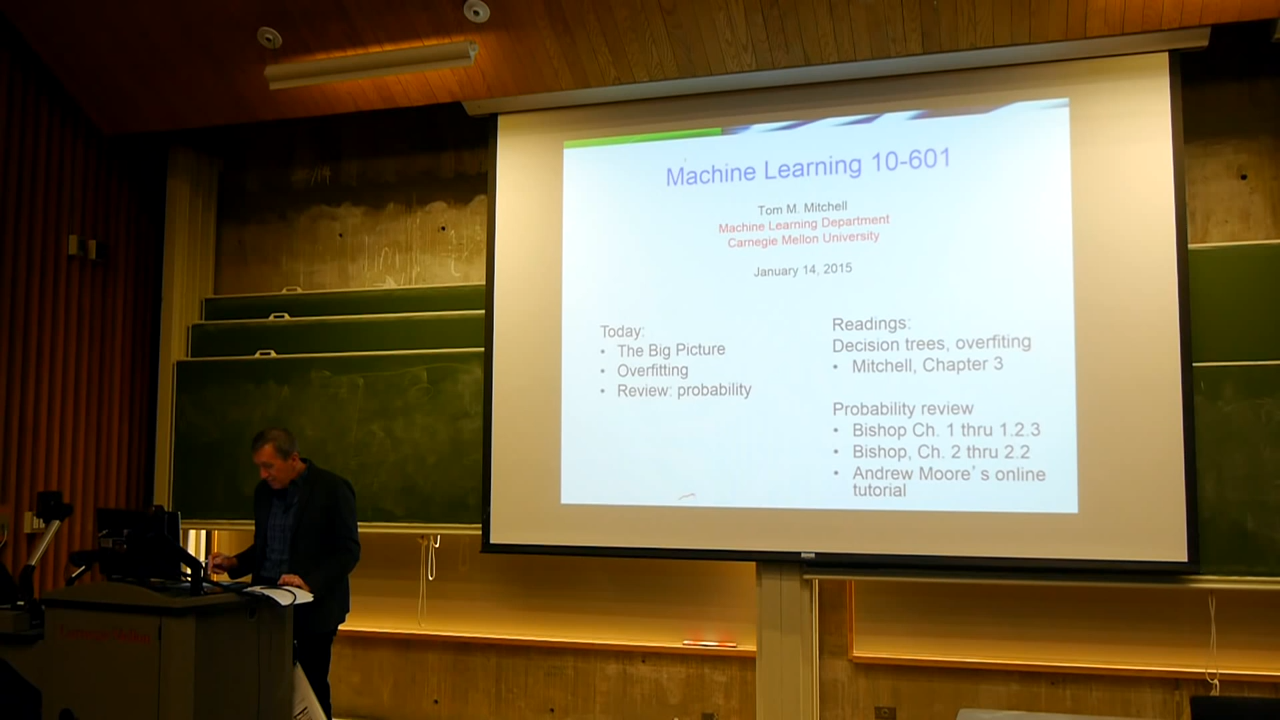 Machine Learning 10-601
Tom M. Mitchell
Machine Learning Department
Carnegie Mellon University
January 14, 2015
Today:
• The Big Picture
• Overfitting
• Review: probability
Readings:
Decision trees, overfiting
• Mitchell, Chapter 3
Probability review
• Bishop Ch. 1 thru 1.2.3
• Bishop, Ch. 2 thru 2.2
• Andrew Moore's online
tutorial
Carnegie Mellon